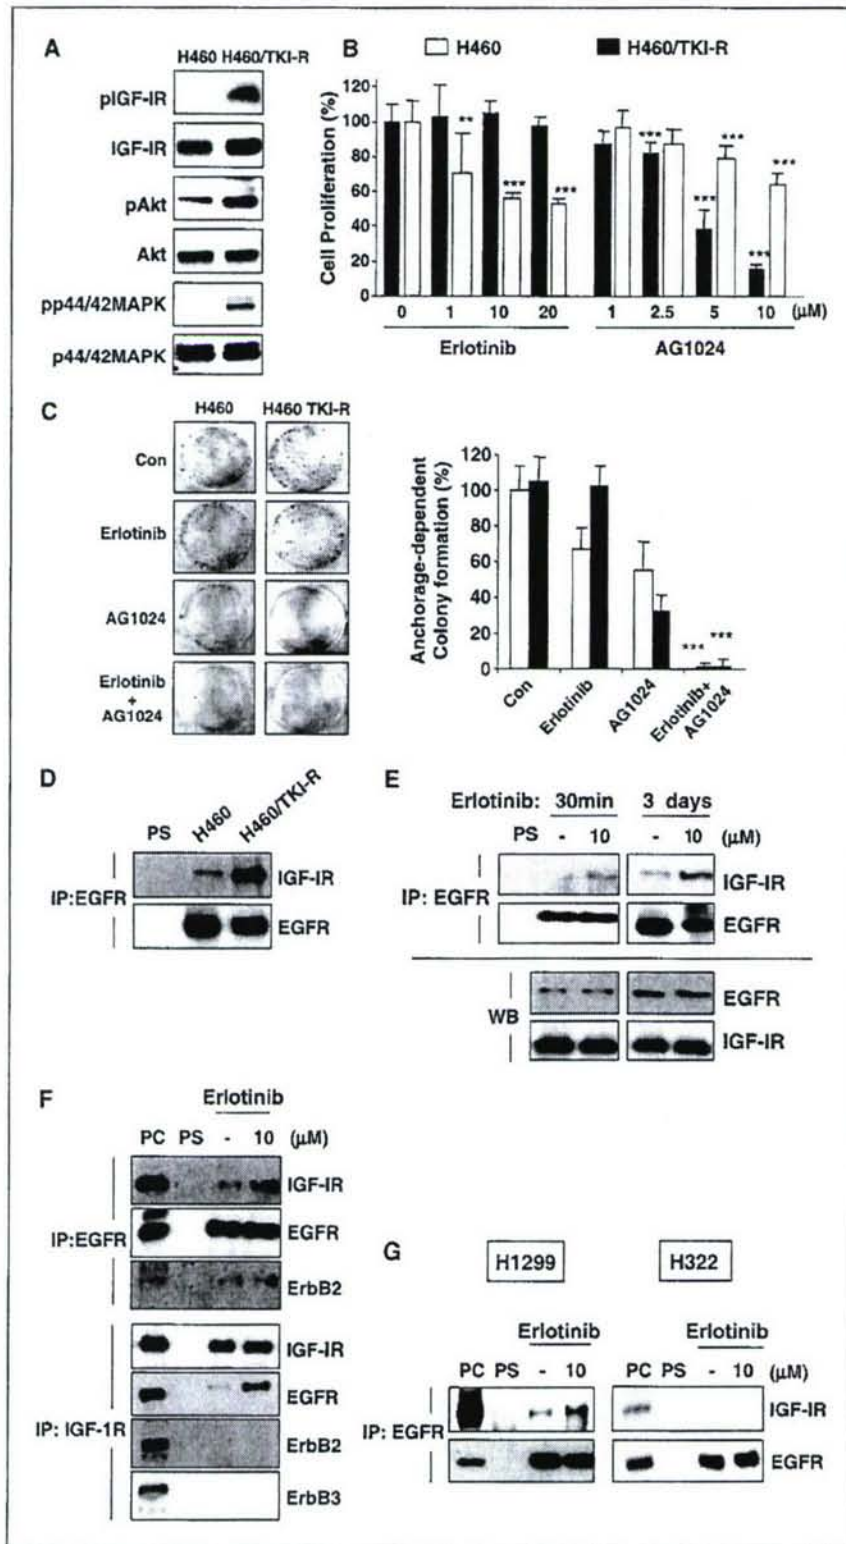 A
H460 H460/TKI-R
pIGF-IR
IGF-IR
pAkt
Akt
pp44/42MAPK
p44/42MAPK
B
H460
H460/TKI-R
Cell Proliferation (%)
120
100
80
60
40
20
0
**
***
***
***
***
***
***
***
0 1 10 20 1 2.5 5 10 (µM)
Erlotinib AG1024
C
H460 H460 TKI-R
Con
Erlotinib
AG1024
Erlotinib
+
AG1024
Anchorage-dependent
Colony formation (%)
120
100
80
60
40
20
0
***
***
Con
Erlotinib
AG1024
Erlotinib+
AG1024
D
PS H460 H460/TKI-R
IP:EGFR
IGF-IR
EGFR
E
Erlotinib: 30min 3 days
PS - 10 - 10 (µM)
IP: EGFR
IGF-IR
EGFR
WB
EGFR
IGF-IR
F
Erlotinib
PC PS - 10 (µM)
IP:EGFR
IGF-IR
EGFR
ErbB2
IP: IGF-1R
IGF-IR
EGFR
ErbB2
ErbB3
G
H1299 H322
Erlotinib Erlotinib
PC PS - 10 PC PS - 10 (µM)
IP: EGFR
IGF-IR
EGFR